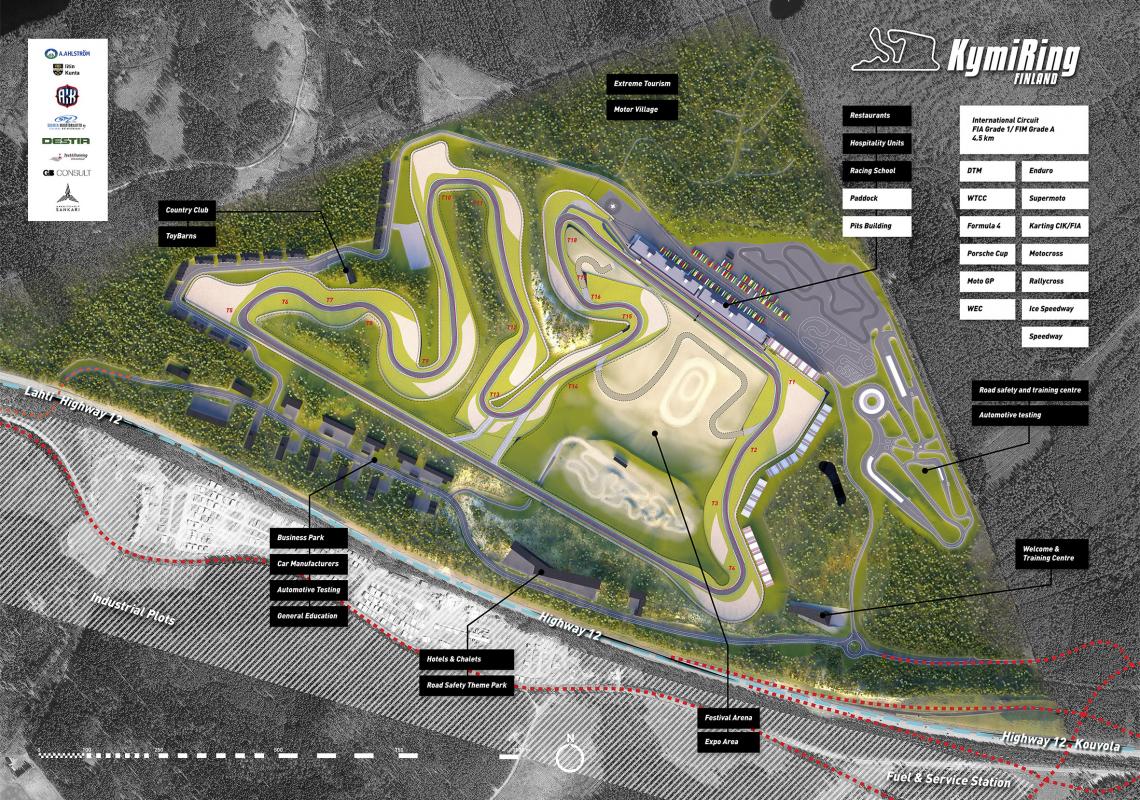 A.AHLSTRÖM
Iitin
Kunta
AKK
DESTIA
G3 CONSULT
SANKARI
KymiRing
FINLAND
Extreme Tourism
Motor Village
Restaurants
Hospitality Units
Racing School
Paddock
Pits Building
International Circuit
FIA Grade 1/ FIM Grade A
4.5 km
DTM
Enduro
WTCC
Supermoto
Formula 4
Karting CIK/FIA
Porsche Cup
Motocross
Moto GP
Rallycross
WEC
Ice Speedway
Speedway
Country Club
ToyBarns
T10
T11
T18
T17
T16
T15
T5
T6
T7
T8
T9
T12
T13
T14
T1
T2
T3
T4
Road safety and training centre
Automotive testing
Lahti Highway 12
Business Park
Car Manufacturers
Automotive Testing
General Education
Welcome &
Training Centre
Industrial Plots
Highway 12
Hotels & Chalets
Road Safety Theme Park
Festival Arena
Expo Area
N
Highway 12 Kouvola
Fuel & Service Station